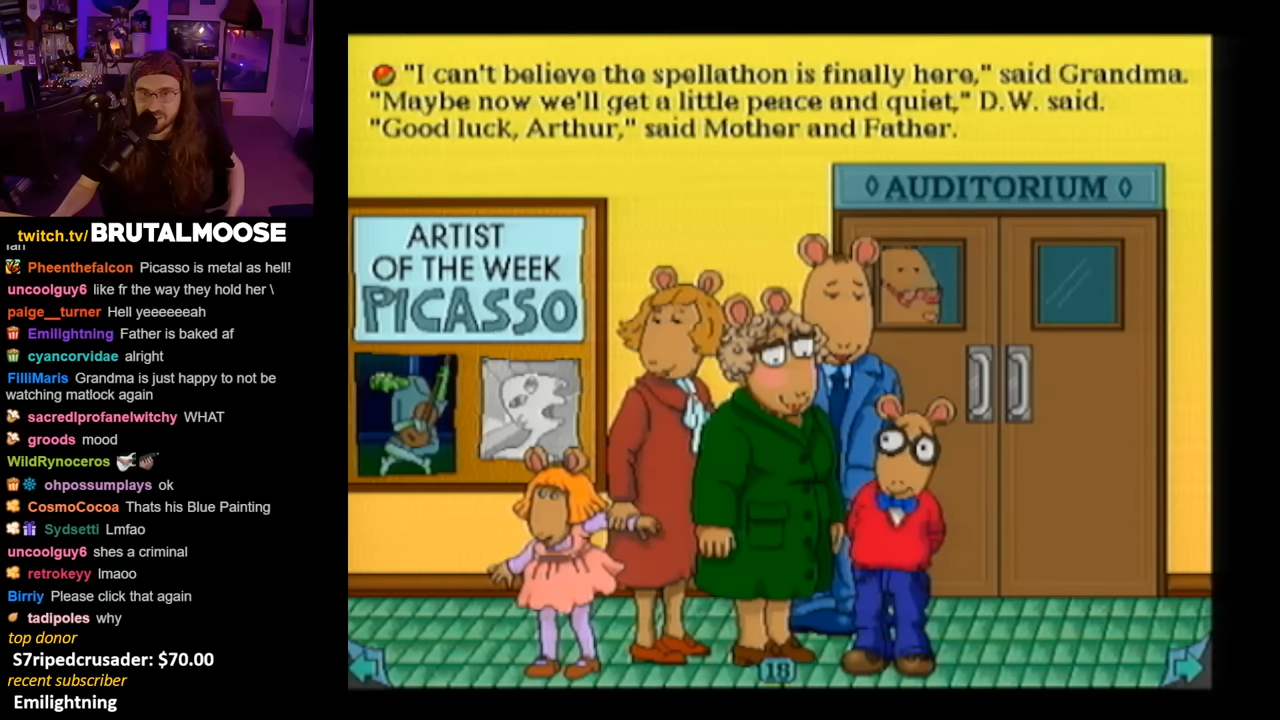 "I can't believe the spellathon is finally here," said Grandma.
"Maybe now we'll get a little peace and quiet," D.W. said.
"Good luck, Arthur," said Mother and Father.
AUDITORIUM
ARTIST
OF THE WEEK
PICASSO
18
twitch.tv/BRUTALMOOSE
Pheenthefalcon Picasso is metal as hell!
uncoolguy6 like fr the way they hold her \
paige__turner Hell yeeeeeeah
Emilightning Father is baked af
cyancorvidae alright
FilliMaris Grandma is just happy to not be
watching matlock again
sacredlprofanelwitchy WHAT
groods mood
WildRynoceros
ohpossumplays ok
CosmoCocoa Thats his Blue Painting
Sydsetti Lmfao
uncoolguy6 shes a criminal
retrokeyy lmaoo
Birriy Please click that again
tadipoles why
top donor
S7ripedcrusader: $70.00
recent subscriber
Emilightning